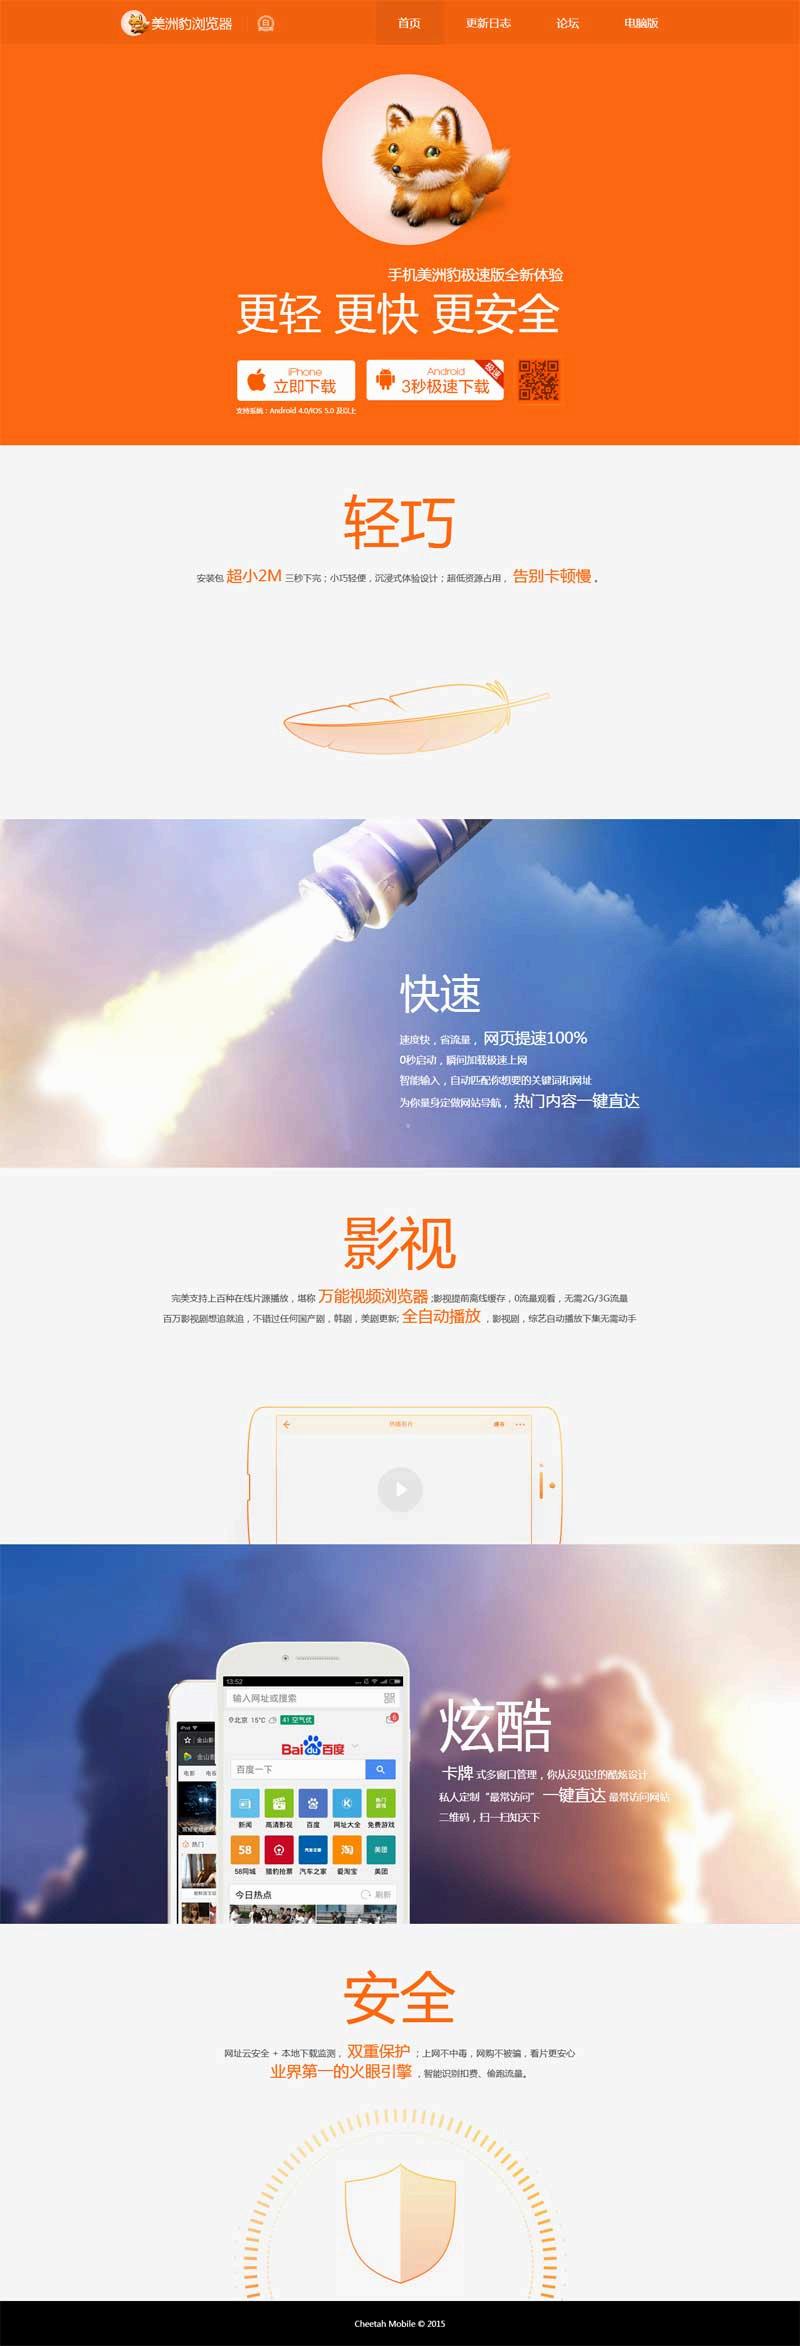 美洲豹浏览器
首页 更新日志 论坛 电脑版
手机美洲豹极速版全新体验
更轻 更快 更安全
iPhone
立即下载
Android
3秒极速下载
极速
支持系统：Android 4.0/iOS 5.0 及以上
轻巧
安装包 超小2M 三秒下完；小巧轻便，沉浸式体验设计；超低资源占用，告别卡顿慢。
快速
速度快，省流量，网页提速100%
0秒启动，瞬间加载极速上网
智能输入，自动匹配你想要的关键词和网址
为你量身定做网站导航，热门内容一键直达
影视
完美支持上百种在线片源播放，堪称 万能视频浏览器 ;影视提前离线缓存，0流量观看，无需2G/3G流量
百万影视剧想追就追，不错过任何国产剧，韩剧，美剧更新; 全自动播放 ，影视剧，综艺自动播放下集无需动手
炫酷
卡牌 式多窗口管理，你从没见过的酷炫设计
私人定制“最常访问” 一键直达 最常访问网站
二维码，扫一扫知天下
13:52
输入网址或搜索
北京 15°C 41 空气优 6
Bai du 百度
百度一下
新闻 高清影视 百度 网址大全 免费游戏
58 淘 美团
58同城 猎豹抢票 汽车之家 爱淘宝 美团
今日热点 刷新
iPod
金山影
金山影
电影 电视
热门
安全
网址云安全 + 本地下载监测， 双重保护 ；上网不中毒，网购不被骗，看片更安心
业界第一的火眼引擎 ，智能识别扣费、偷跑流量。
Cheetah Mobile © 2015